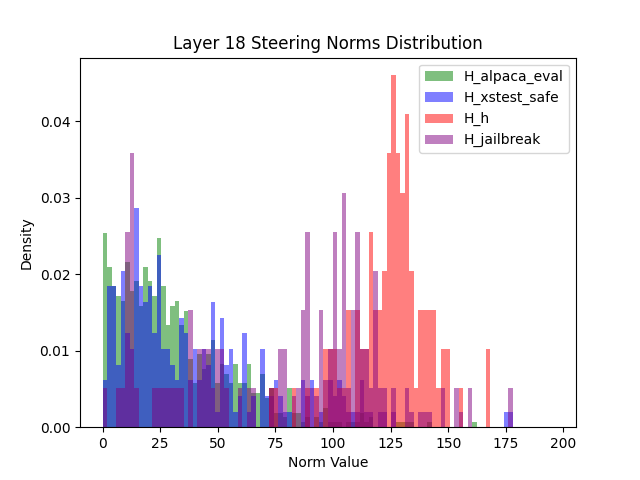 Layer 18 Steering Norms Distribution
H_alpaca_eval
H_xstest_safe
H_h
H_jailbreak
Density
0.04
0.03
0.02
0.01
0.00
0 25 50 75 100 125 150 175 200
Norm Value